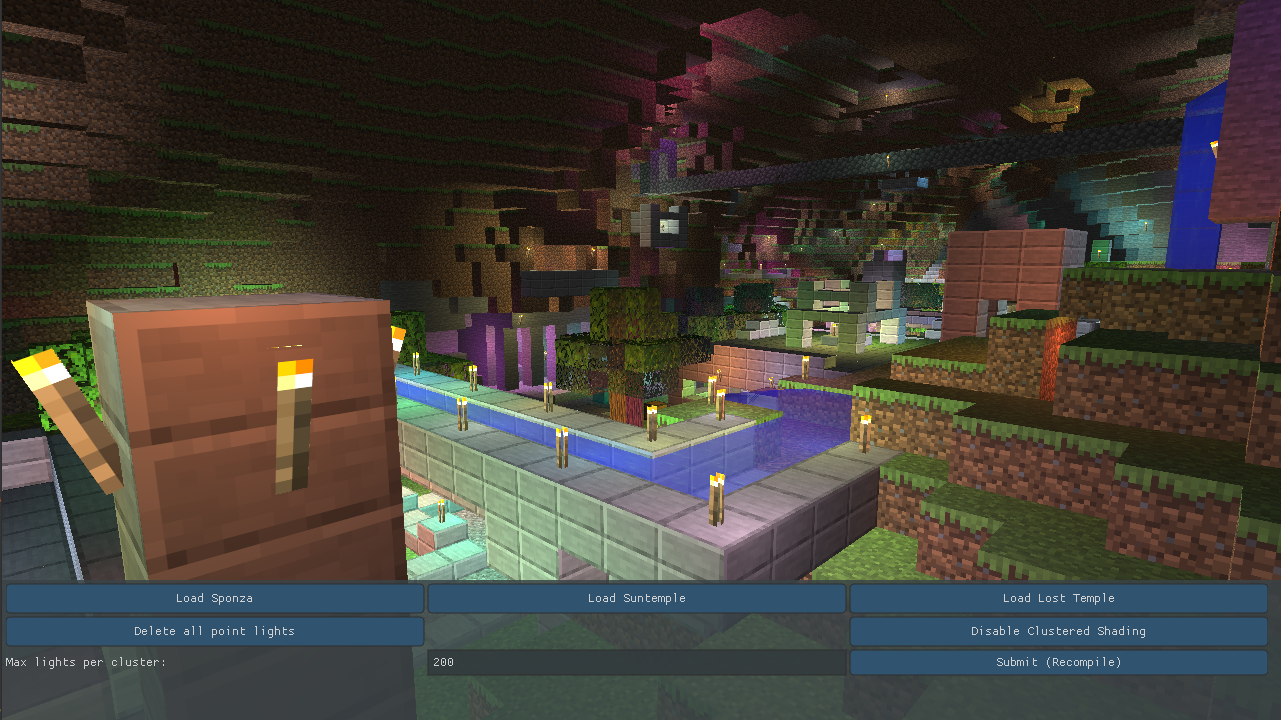 Load Sponza
Load Suntemple
Load Lost Temple
Delete all point lights
Disable Clustered Shading
Max lights per cluster:
200
Submit (Recompile)